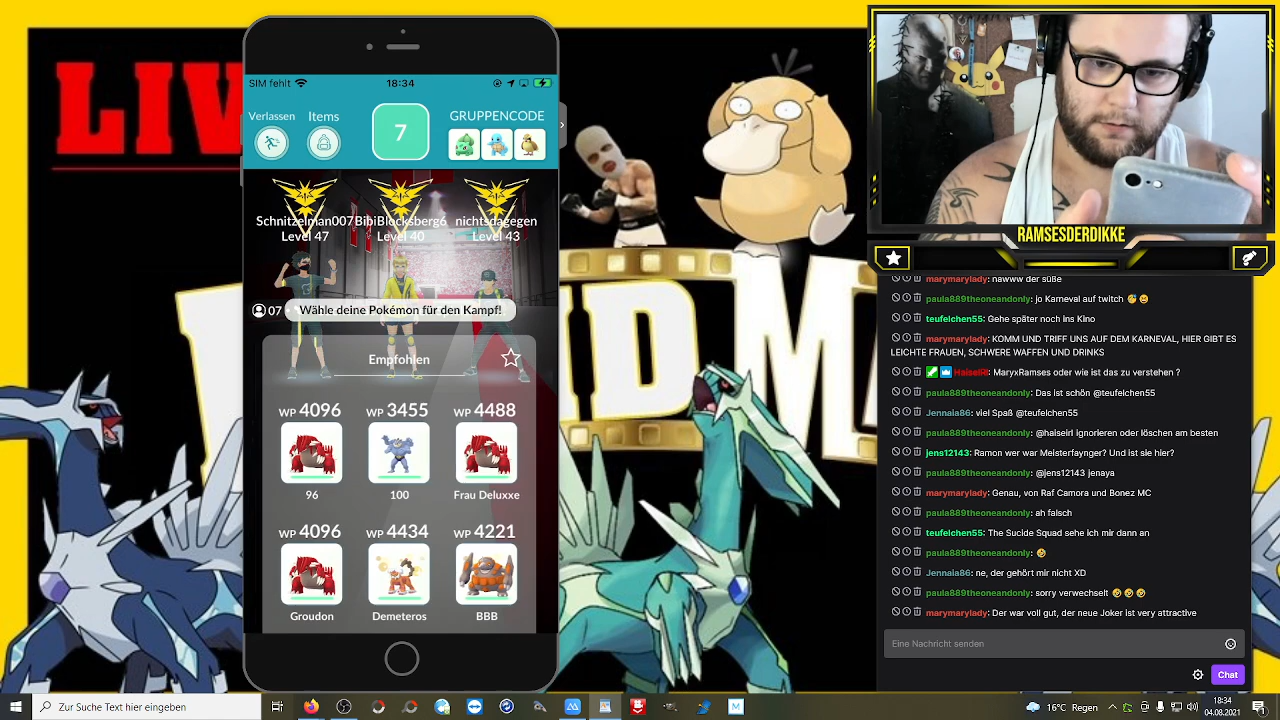 LIV
SIM fehlt
18:34
Verlassen
Items
7
GRUPPENCODE
Schnitzelman007
Level 47
BibiBlocksberg6
Level 40
nichtsdagegen
Level 43
07
Wähle deine Pokémon für den Kampf!
Empfohlen
WP 4096
WP 3455
WP 4488
96
100
Frau Deluxxe
WP 4096
WP 4434
WP 4221
Groudon
Demeteros
BBB
D M
RAMSESDERDIKKE
marymarylady: nawww der süße
paula889theoneandonly: jo Karneval auf twitch
teufelchen55: Gehe später noch ins Kino
marymarylady: KOMM UND TRIFF UNS AUF DEM KARNEVAL, HIER GIBT ES
LEICHTE FRAUEN, SCHWERE WAFFEN UND DRINKS
HaiseIRI: MaryxRamses oder wie ist das zu verstehen ?
paula889theoneandonly: Das ist schön @teufelchen55
Jennaia86: viel Spaß @teufelchen55
paula889theoneandonly: @haiseiri ignorieren oder löschen am besten
jens12143: Ramon wer war Meisterfaynger? Und ist sie hier?
paula889theoneandonly: @jens12143 jenaya
marymarylady: Genau, von Raf Camora und Bonez MC
paula889theoneandonly: ah falsch
teufelchen55: The Sucide Squad sehe ich mir dann an
paula889theoneandonly:
Jennaia86: ne, der gehört mir nicht XD
paula889theoneandonly: sorry verwechselt
marymarylady: Der war voll gut, der neue Joker ist very attractive
Eine Nachricht senden
Chat
Zur Suche Text hier eingeben
16°C
18:34
04.08.2021